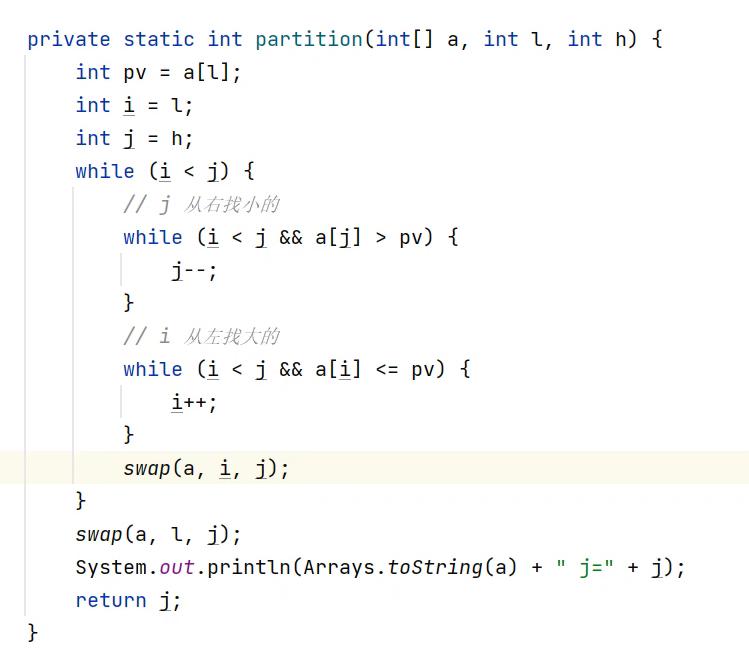 private static int partition(int[] a, int l, int h) {
    int pv = a[l];
    int i = l;
    int j = h;
    while (i < j) {
        // j 从右找小的
        while (i < j && a[j] > pv) {
            j--;
        }
        // i 从左找大的
        while (i < j && a[i] <= pv) {
            i++;
        }
        swap(a, i, j);
    }
    swap(a, l, j);
    System.out.println(Arrays.toString(a) + " j=" + j);
    return j;
}